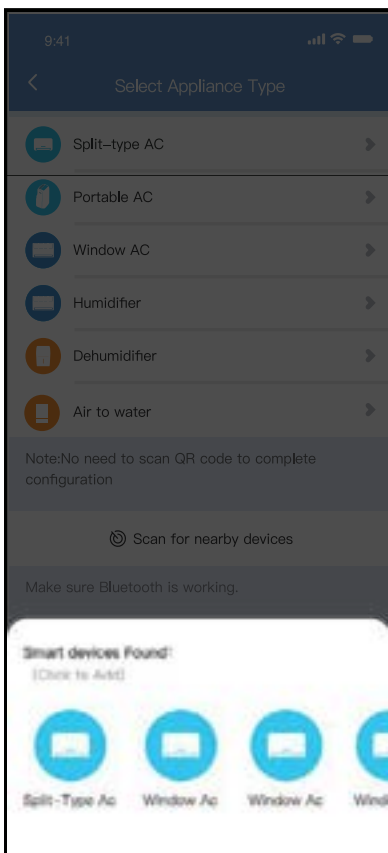 9:41
Select Appliance Type
Split-type AC
Portable AC
Window AC
Humidifier
Dehumidifier
Air to water
Note:No need to scan QR code to complete
configuration
Scan for nearby devices
Make sure Bluetooth is working.
Smart devices Found:
(Click to Add)
Split-Type Ac Window Ac Window Ac Wind